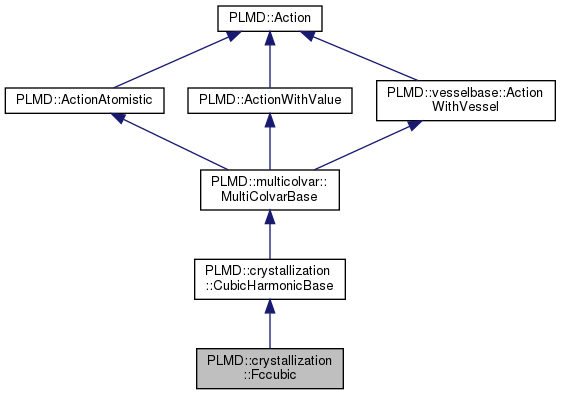 PLMD::Action
PLMD::ActionAtomistic
PLMD::ActionWithValue
PLMD::vesselbase::Action
WithVessel
PLMD::multicolvar::
MultiColvarBase
PLMD::crystallization
::CubicHarmonicBase
PLMD::crystallization
::Fccubic